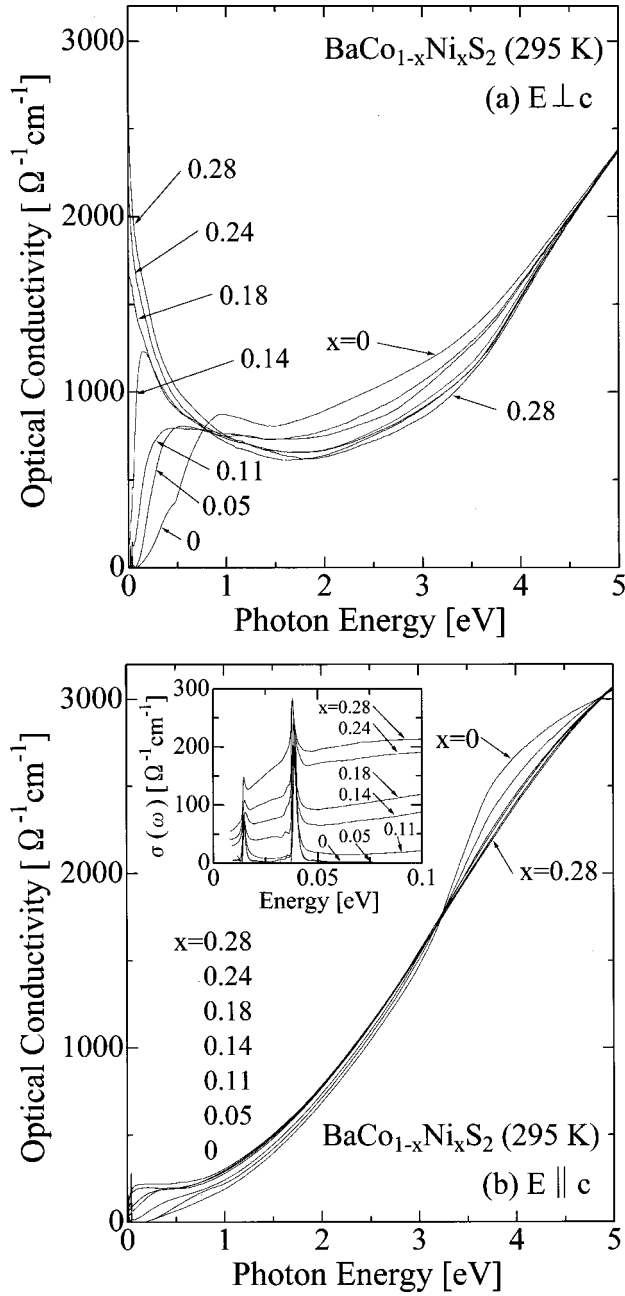 3000
2000
1000
0
Optical Conductivity [ Ω⁻¹cm⁻¹]
BaCo₁₋ₓNiₓS₂ (295 K)
(a) E⊥c
0.28
0.24
0.18
0.14
0.11
0.05
0
x=0
0.28
0 1 2 3 4 5
Photon Energy [eV]
3000
2000
1000
0
Optical Conductivity [ Ω⁻¹cm⁻¹]
300
200
100
0
σ(ω) [Ω⁻¹cm⁻¹]
x=0.28
0.24
0.18
0.14
0 0.05 0.11
0 0.05 0.1
Energy [eV]
x=0
x=0.28
x=0.28
0.24
0.18
0.14
0.11
0.05
0
BaCo₁₋ₓNiₓS₂ (295 K)
(b) E ∥ c
0 1 2 3 4 5
Photon Energy [eV]